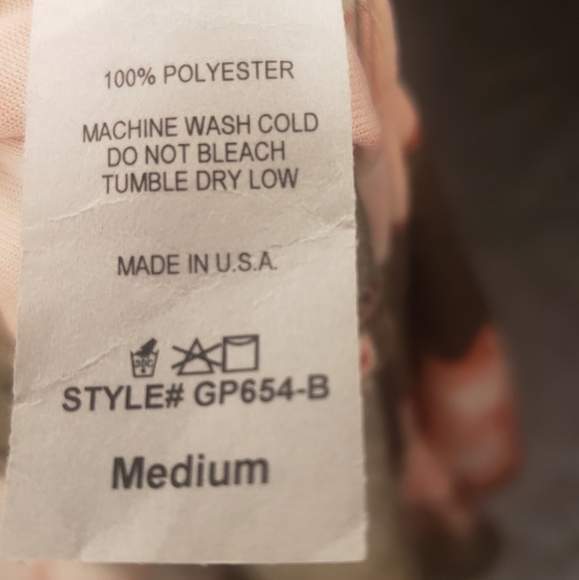 100% POLYESTER
MACHINE WASH COLD
DO NOT BLEACH
TUMBLE DRY LOW
MADE IN U.S.A.
STYLE# GP654-B
Medium